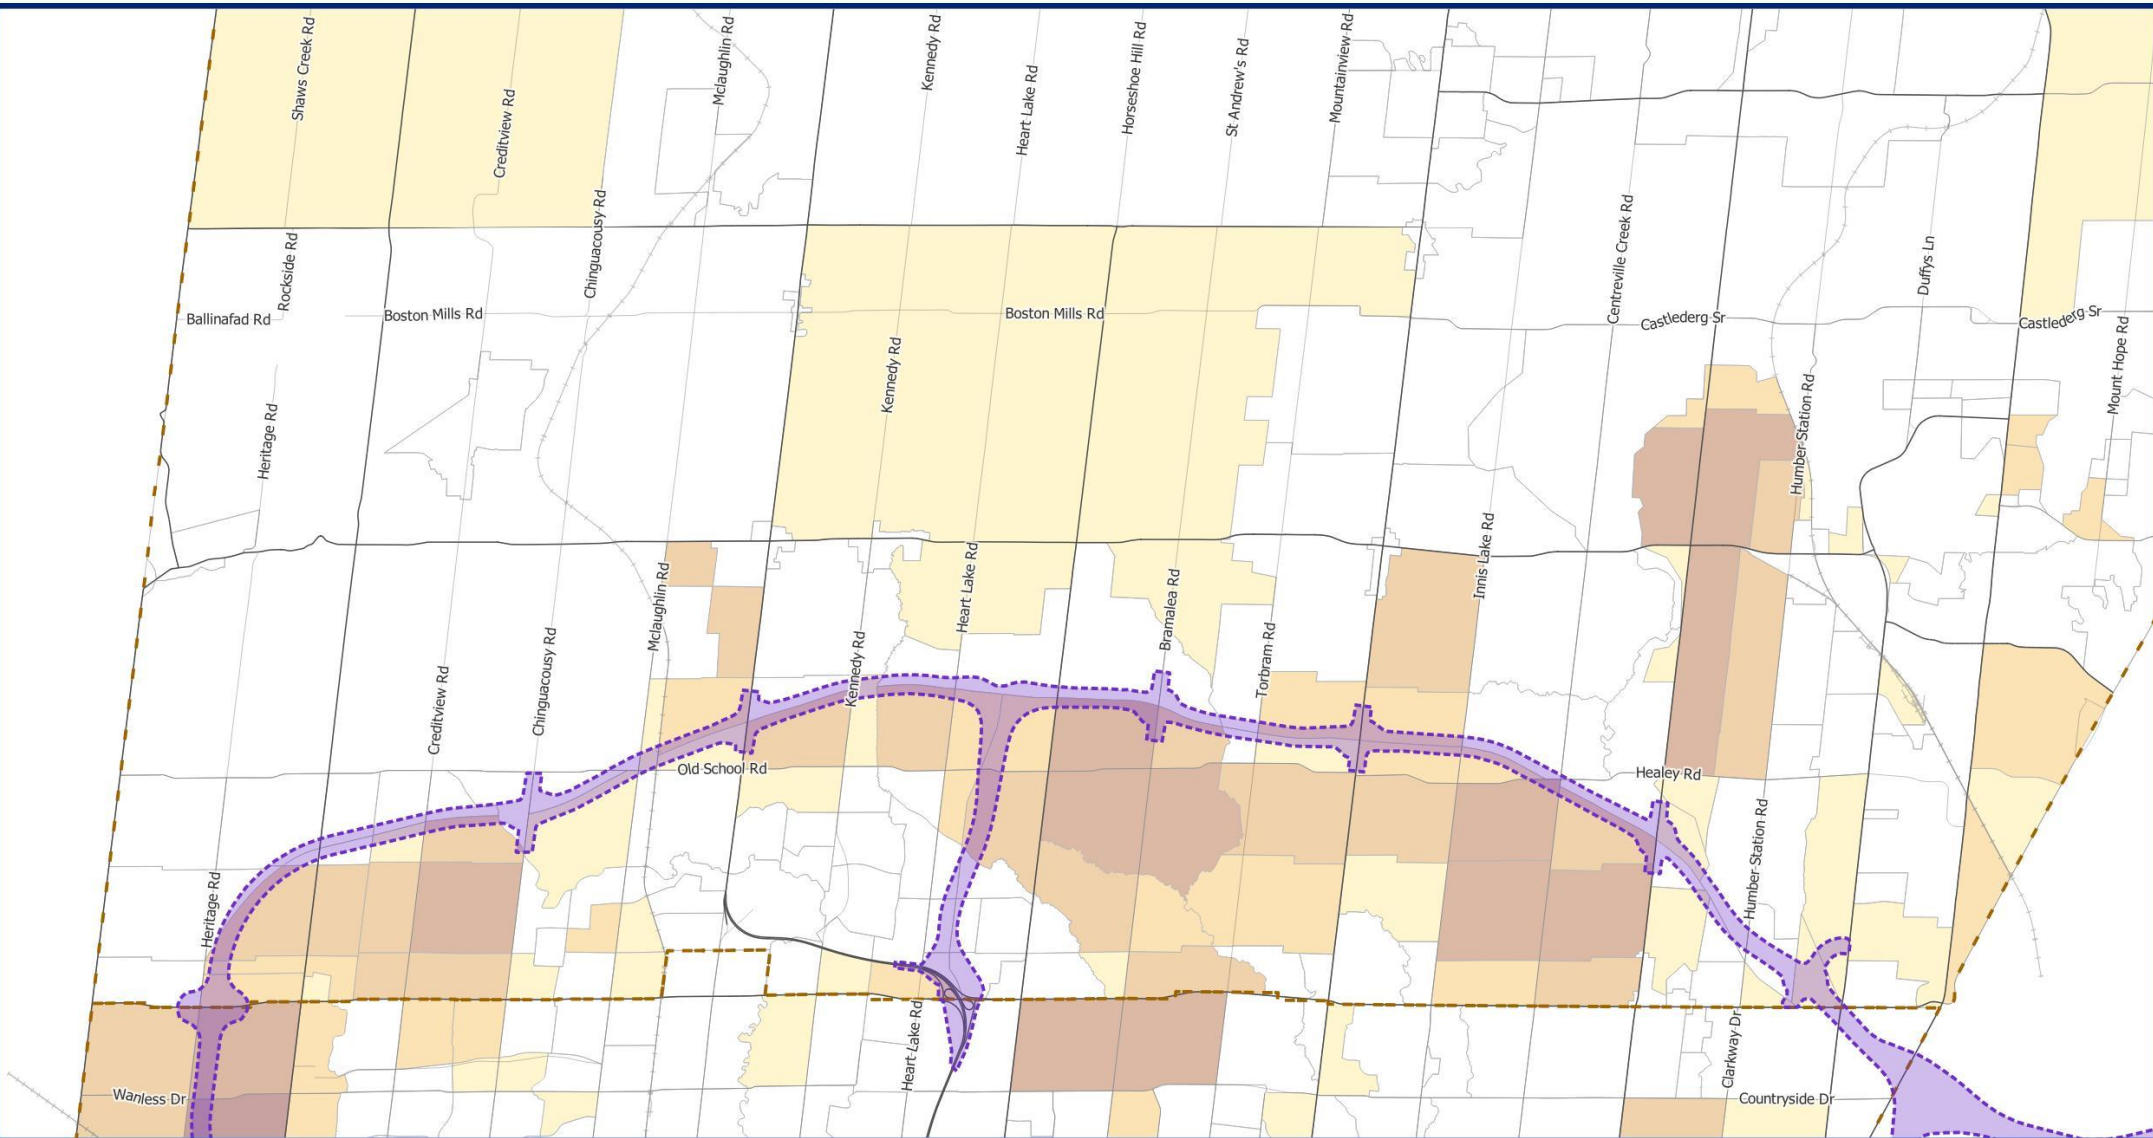 Shaws Creek Rd
Creditview Rd
Mclaughlin Rd
Kennedy Rd
Heart Lake Rd
Horseshoe Hill Rd
St Andrew's Rd
Mountainview Rd
Chinguacousy Rd
Centreville Creek Rd
Duffys Ln
Rockside Rd
Ballinafad Rd
Boston Mills Rd
Boston Mills Rd
Castlederg Sr
Castlederg Sr
Mount Hope Rd
Kennedy Rd
Heritage Rd
Humber Station Rd
Innis Lake Rd
Heart Lake Rd
Mclaughlin Rd
Bramalea Rd
Torbram Rd
Kennedy Rd
Chinguacousy Rd
Creditview Rd
Old School Rd
Healey Rd
Humber Station Rd
Heritage Rd
Heart Lake Rd
Clarkway Dr
Wanless Dr
Countryside Dr